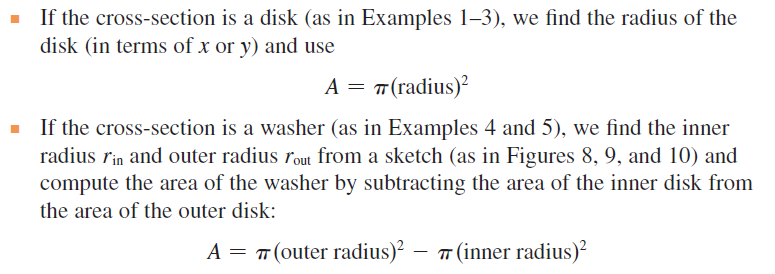 ▪ If the cross-section is a disk (as in Examples 1–3), we find the radius of the
disk (in terms of x or y) and use
A = π(radius)²
▪ If the cross-section is a washer (as in Examples 4 and 5), we find the inner
radius r_in and outer radius r_out from a sketch (as in Figures 8, 9, and 10) and
compute the area of the washer by subtracting the area of the inner disk from
the area of the outer disk:
A = π(outer radius)² − π(inner radius)²